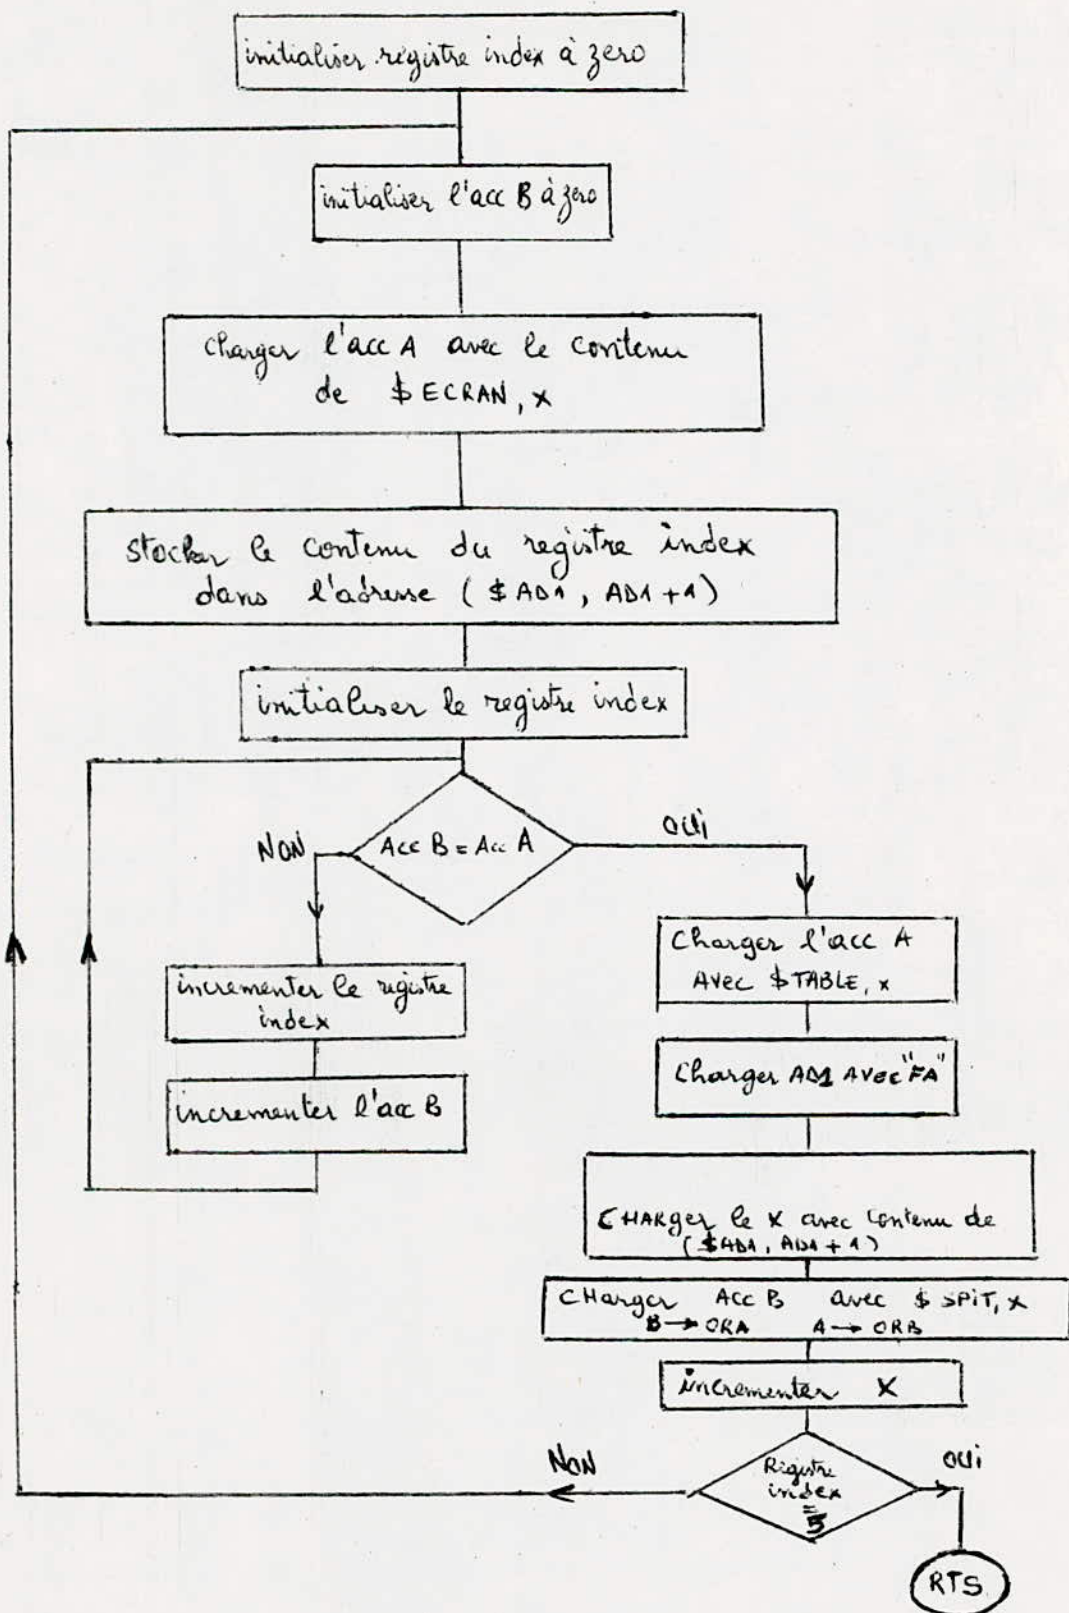 initialiser registre index à zero
initialiser l'acc B à zero
Charger l'acc A avec le contenu
de $ ECRAN, x
stocker le contenu du registre index
dans l'adresse ( $ AD1, AD1+1)
initialiser le registre index
Acc B = Acc A
NON
OUi
incrementer le registre
index
incrementer l'acc B
Charger l'acc A
AVec $ TABLE, x
Charger AD1 AVec "FA"
CHARger le x avec contenu de
( $AD1, AD1+1)
CHarger Acc B avec $ SPiT, x
B → ORA A → ORB
incrementer X
Registre
index
=
5
NON
OUi
RTS